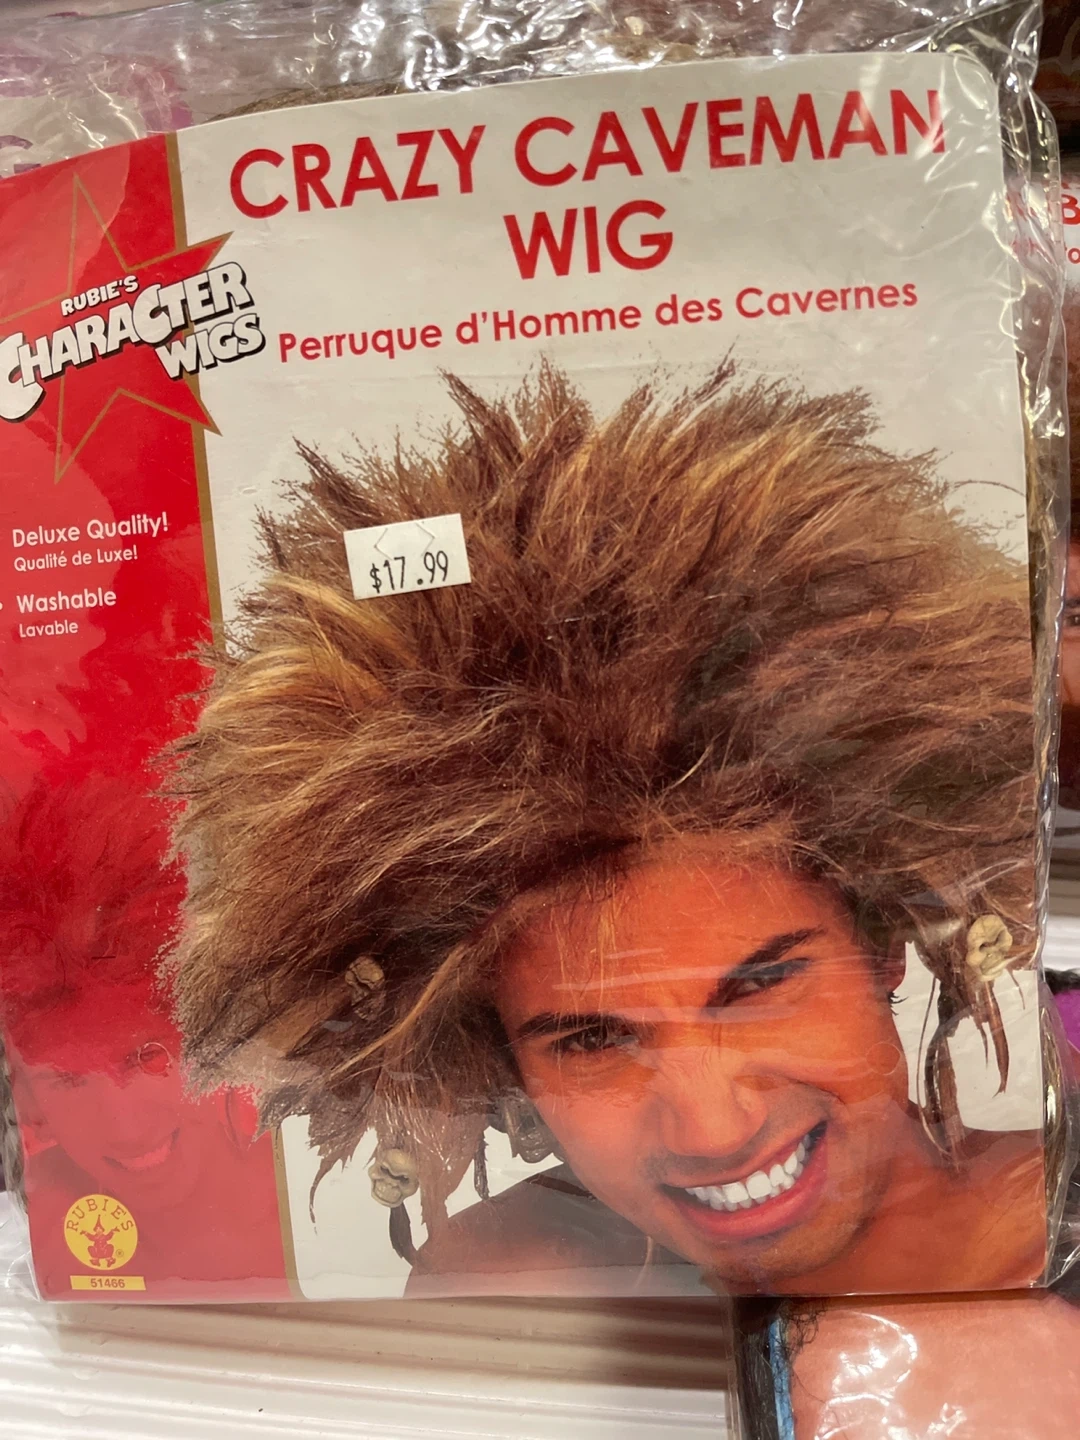 CRAZY CAVEMAN
WIG
Perruque d'Homme des Cavernes
RUBIE'S
CHARACTER
WIGS
Deluxe Quality!
Qualité de Luxe!
Washable
Lavable
$17.99
RUBIE'S
®
51466